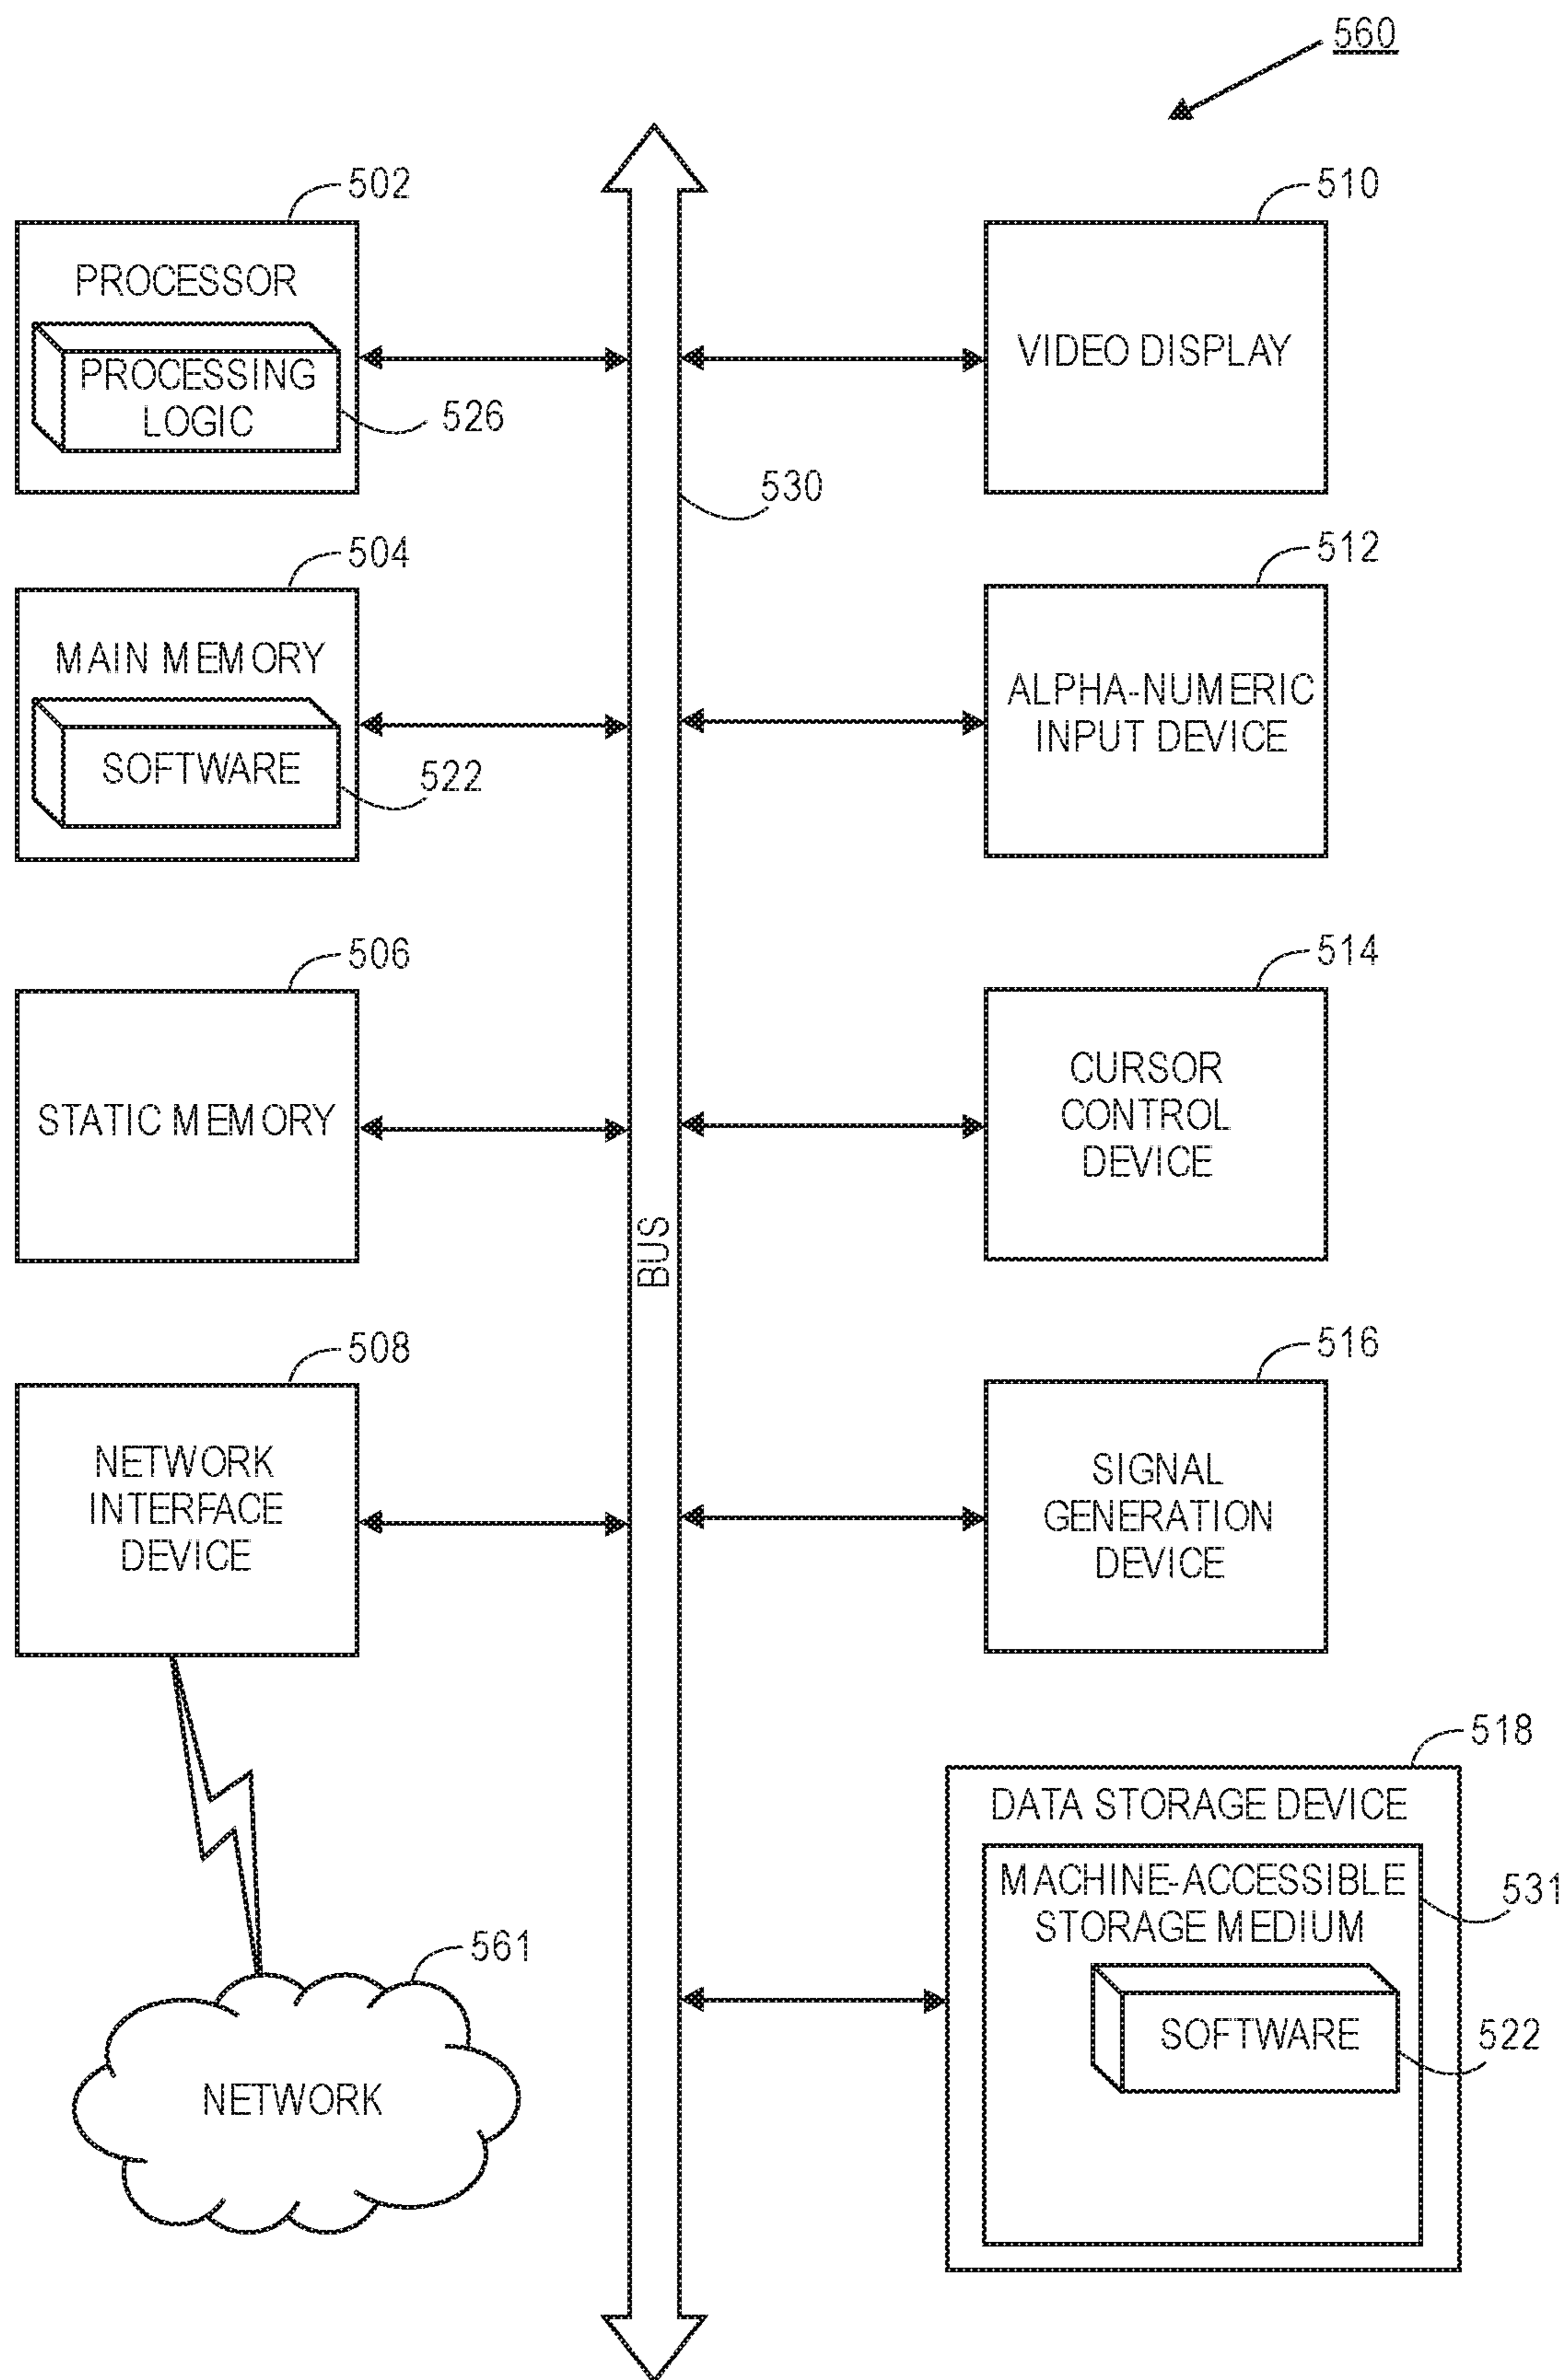 560
502
PROCESSOR
PROCESSING
LOGIC
526
504
MAIN MEMORY
SOFTWARE
522
506
STATIC MEMORY
508
NETWORK
INTERFACE
DEVICE
561
NETWORK
530
BUS
510
VIDEO DISPLAY
512
ALPHA-NUMERIC
INPUT DEVICE
514
CURSOR
CONTROL
DEVICE
516
SIGNAL
GENERATION
DEVICE
518
DATA STORAGE DEVICE
MACHINE-ACCESSIBLE
STORAGE MEDIUM
531
SOFTWARE
522